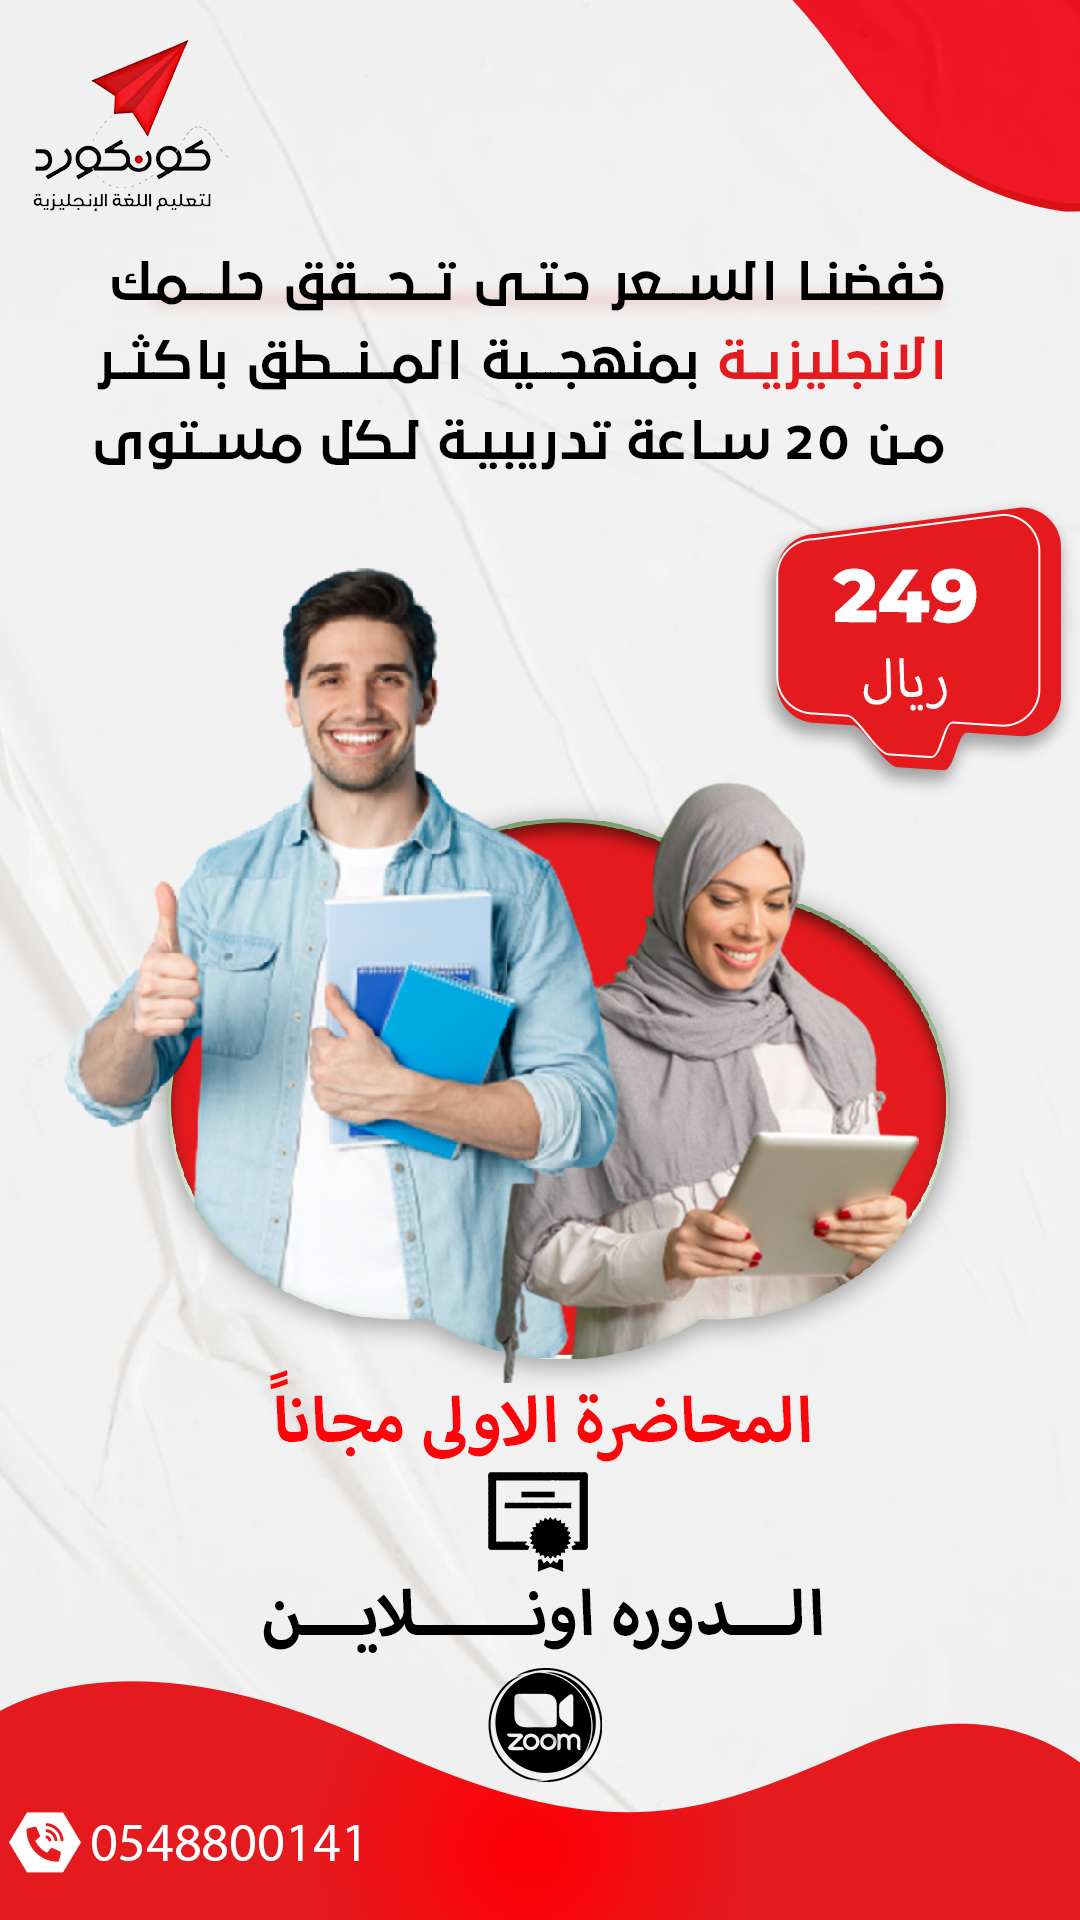 كونكورد
لتعليم اللغة الإنجليزية
خفضنا السعر حتى تحقق حلمك
الانجليزية بمنهجية المنطق باكثر
من 20 ساعة تدريبية لكل مستوى
249
ريال
المحاضرة الاولى مجاناً
الدوره اونلاين
zoom
0548800141